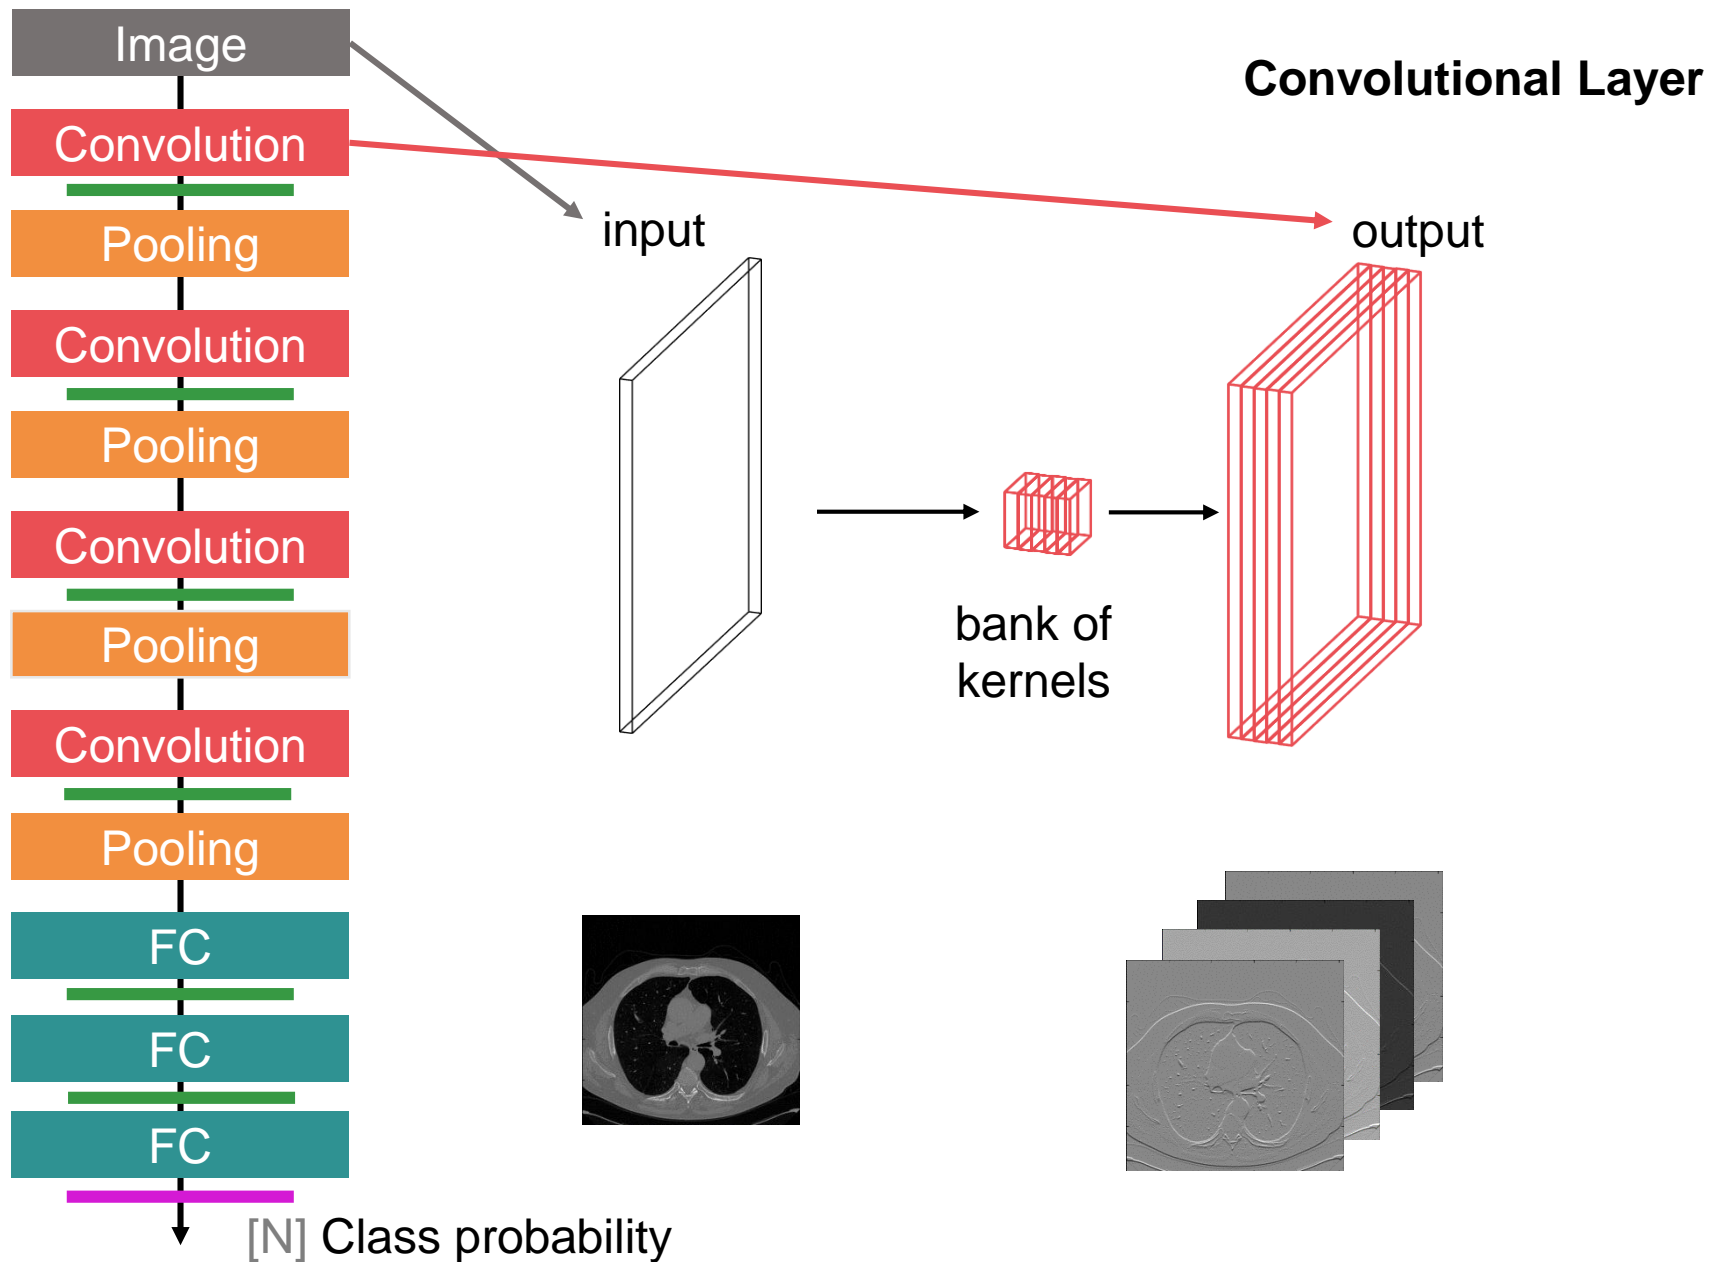 Image
Convolution
Pooling
Convolution
Pooling
Convolution
Pooling
Convolution
Pooling
FC
FC
FC
[N] Class probability
Convolutional Layer
input
output
bank of
kernels